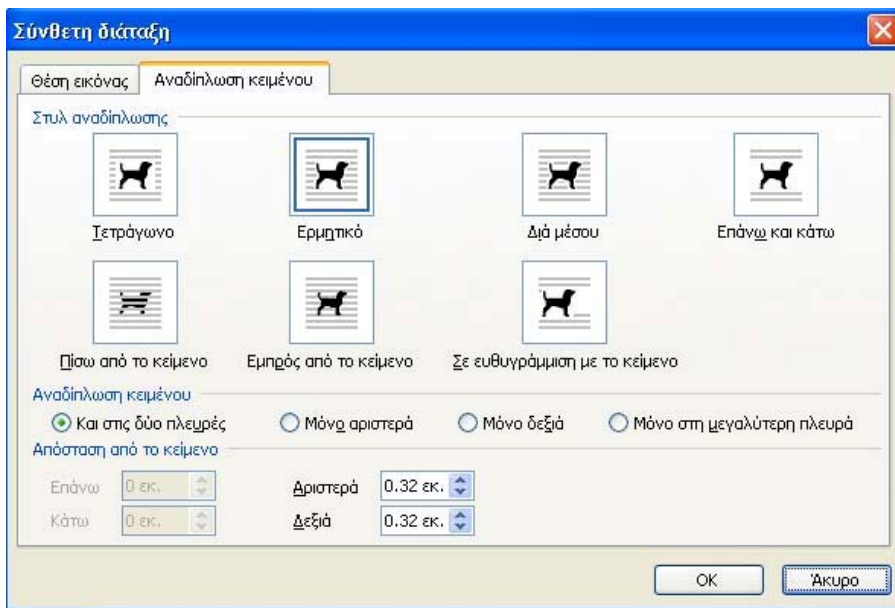 Σύνθετη διάταξη
Θέση εικόνας Αναδίπλωση κειμένου
Στυλ αναδίπλωσης
Τετράγωνο Ερμητικό Διά μέσου Επάνω και κάτω
Πίσω από το κείμενο Εμπρός από το κείμενο Σε ευθυγράμμιση με το κείμενο
Αναδίπλωση κειμένου
Και στις δύο πλευρές Μόνο αριστερά Μόνο δεξιά Μόνο στη μεγαλύτερη πλευρά
Απόσταση από το κείμενο
Επάνω 0 εκ. Αριστερά 0.32 εκ.
Κάτω 0 εκ. Δεξιά 0.32 εκ.
OK Άκυρο